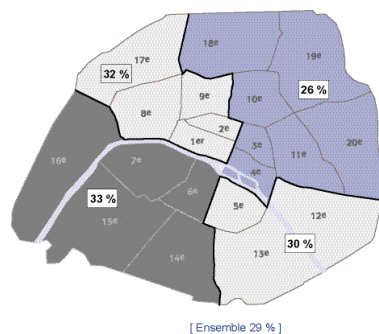 18e
19e
17e
32 %
9e
10e
26 %
8e
2e
1er
3e
11e
20e
16e
7e
4e
6e
33 %
5e
12e
15e
30 %
13e
14e
[ Ensemble 29 % ]